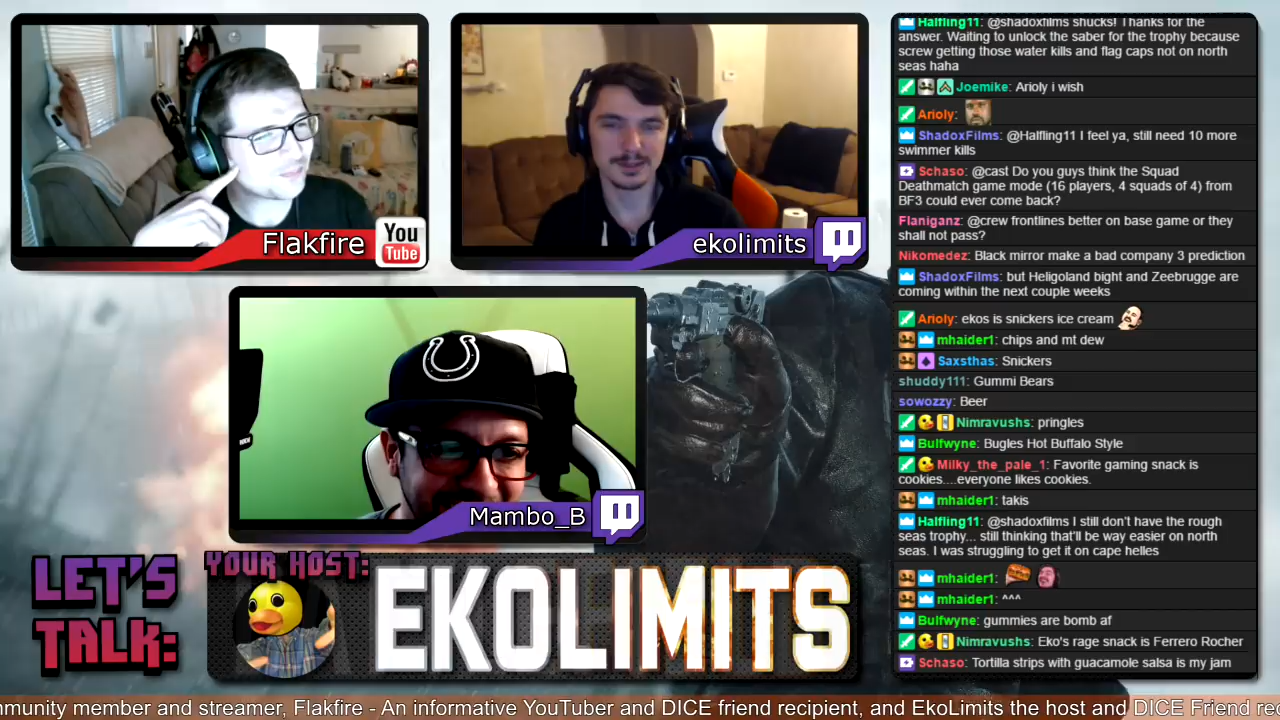 Flakfire
You
Tube
ekolimits
Mambo_B
LET'S
TALK:
YOUR HOST:
EKOLIMITS
Halfling11: @shadoxfilms shucks! Thanks for the
answer. Waiting to unlock the saber for the trophy because
screw getting those water kills and flag caps not on north
seas haha
Joemike: Arioly i wish
Arioly:
ShadoxFilms: @Halfling11 I feel ya, still need 10 more
swimmer kills
Schaso: @cast Do you guys think the Squad
Deathmatch game mode (16 players, 4 squads of 4) from
BF3 could ever come back?
Flaniganz: @crew frontlines better on base game or they
shall not pass?
Nikomedez: Black mirror make a bad company 3 prediction
ShadoxFilms: but Heligoland bight and Zeebrugge are
coming within the next couple weeks
Arioly: ekos is snickers ice cream
mhaider1: chips and mt dew
Saxsthas: Snickers
shuddy111: Gummi Bears
sowozzy: Beer
Nimravushs: pringles
Bulfwyne: Bugles Hot Buffalo Style
Milky_the_pale_1: Favorite gaming snack is
cookies....everyone likes cookies.
mhaider1: takis
Halfling11: @shadoxfilms I still don't have the rough
seas trophy... still thinking that'll be way easier on north
seas. I was struggling to get it on cape helles
mhaider1:
mhaider1: ^^^
Bulfwyne: gummies are bomb af
Nimravushs: Eko's rage snack is Ferrero Rocher
Schaso: Tortilla strips with guacamole salsa is my jam
mmunity member and streamer, Flakfire - An informative YouTuber and DICE friend recipient, and EkoLimits the host and DICE Friend rec